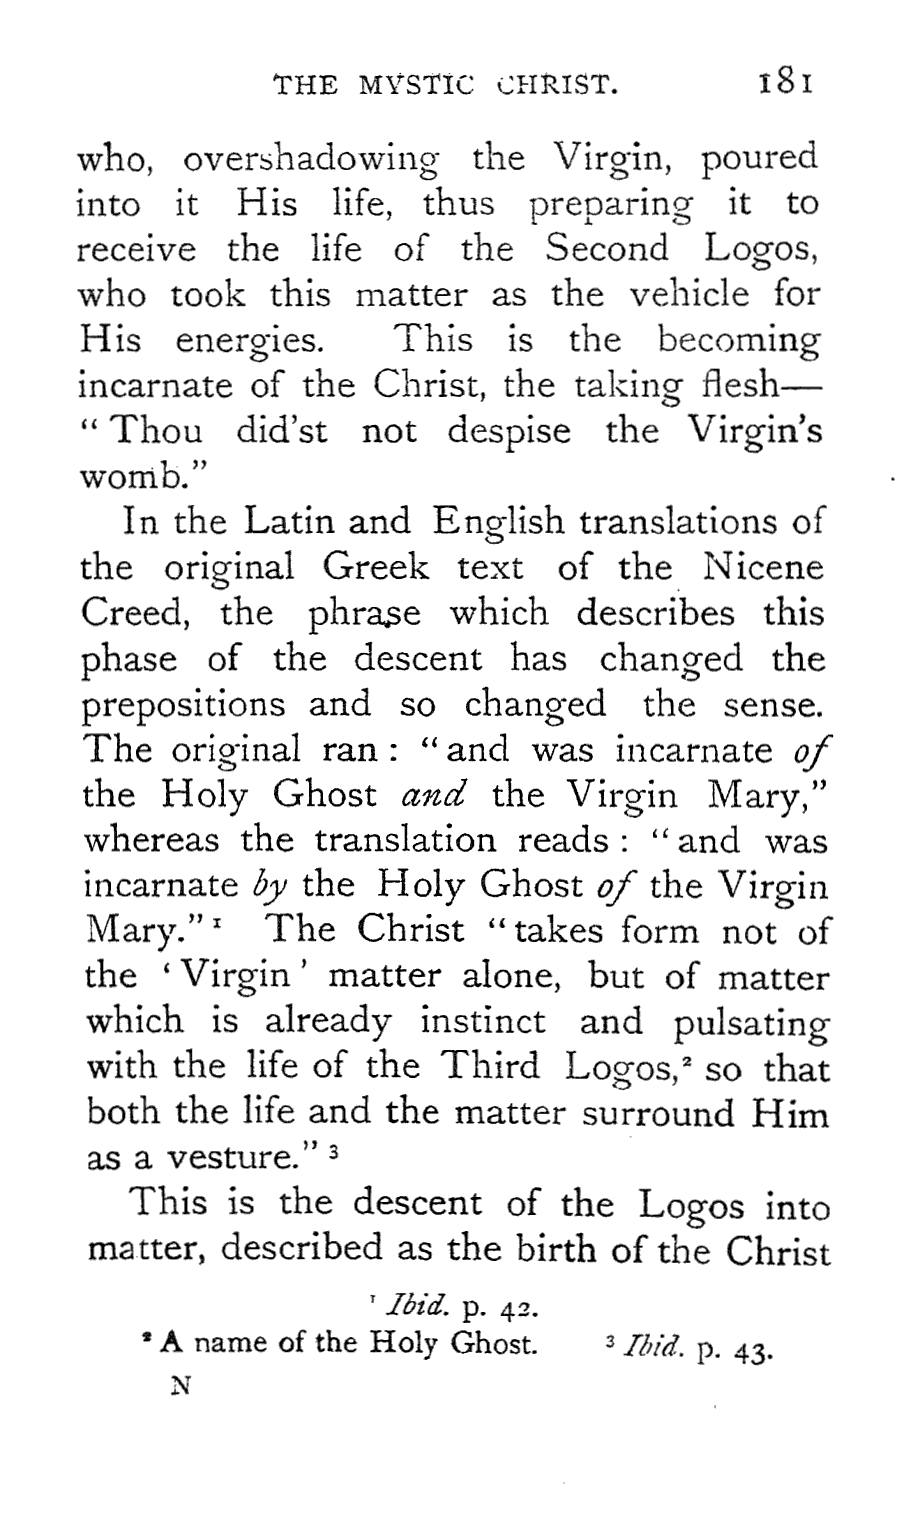 THE MYSTIC CHRIST. 181
who, overshadowing the Virgin, poured
into it His life, thus preparing it to
receive the life of the Second Logos,
who took this matter as the vehicle for
His energies. This is the becoming
incarnate of the Christ, the taking flesh—
“ Thou did’st not despise the Virgin’s
womb.”
In the Latin and English translations of
the original Greek text of the Nicene
Creed, the phrase which describes this
phase of the descent has changed the
prepositions and so changed the sense.
The original ran : “ and was incarnate of
the Holy Ghost and the Virgin Mary,”
whereas the translation reads : “ and was
incarnate by the Holy Ghost of the Virgin
Mary.” ¹ The Christ “ takes form not of
the ‘ Virgin ’ matter alone, but of matter
which is already instinct and pulsating
with the life of the Third Logos,² so that
both the life and the matter surround Him
as a vesture.” ³
This is the descent of the Logos into
matter, described as the birth of the Christ
¹ Ibid. p. 42.
² A name of the Holy Ghost. ³ Ibid. p. 43.
N